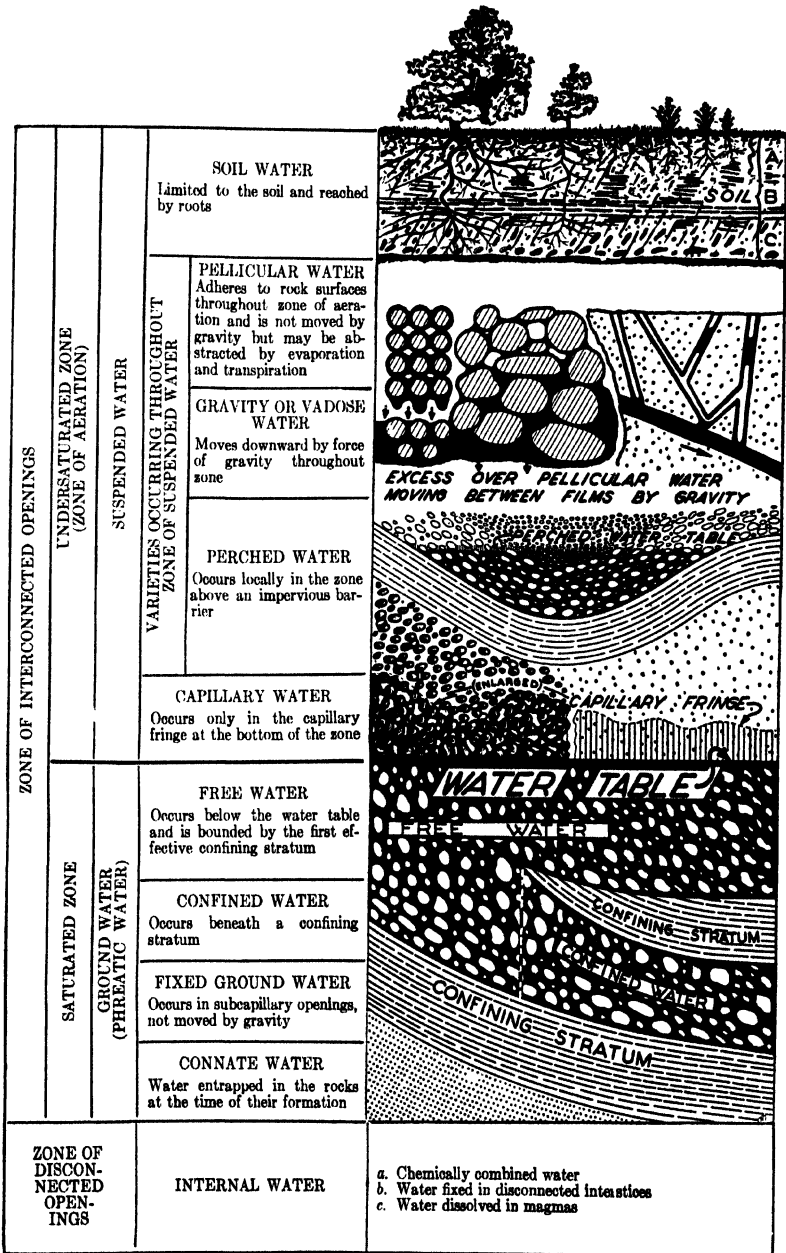 ZONE OF INTERCONNECTED OPENINGS
UNDERSATURATED ZONE
(ZONE OF AERATION)
SUSPENDED WATER
SOIL WATER
Limited to the soil and reached
by roots
VARIETIES OCCURRING THROUGHOUT
ZONE OF SUSPENDED WATER
PELLICULAR WATER
Adheres to rock surfaces
throughout zone of aera-
tion and is not moved by
gravity but may be ab-
stracted by evaporation
and transpiration
GRAVITY OR VADOSE
WATER
Moves downward by force
of gravity throughout
zone
PERCHED WATER
Occurs locally in the zone
above an impervious bar-
rier
CAPILLARY WATER
Occurs only in the capillary
fringe at the bottom of the zone
SATURATED ZONE
GROUND WATER
(PHREATIC WATER)
FREE WATER
Occurs below the water table
and is bounded by the first ef-
fective confining stratum
CONFINED WATER
Occurs beneath a confining
stratum
FIXED GROUND WATER
Occurs in subcapillary openings,
not moved by gravity
CONNATE WATER
Water entrapped in the rocks
at the time of their formation
A
SOIL B
C
EXCESS OVER PELLICULAR WATER
MOVING BETWEEN FILMS BY GRAVITY
PERCHED WATER TABLE
(ENLARGED)
CAPILLARY FRINGE
WATER TABLE
FREE WATER
CONFINING STRATUM
CONFINED WATER
CONFINING STRATUM
ZONE OF
DISCON-
NECTED
OPEN-
INGS
INTERNAL WATER
a. Chemically combined water
b. Water fixed in disconnected interstices
c. Water dissolved in magmas